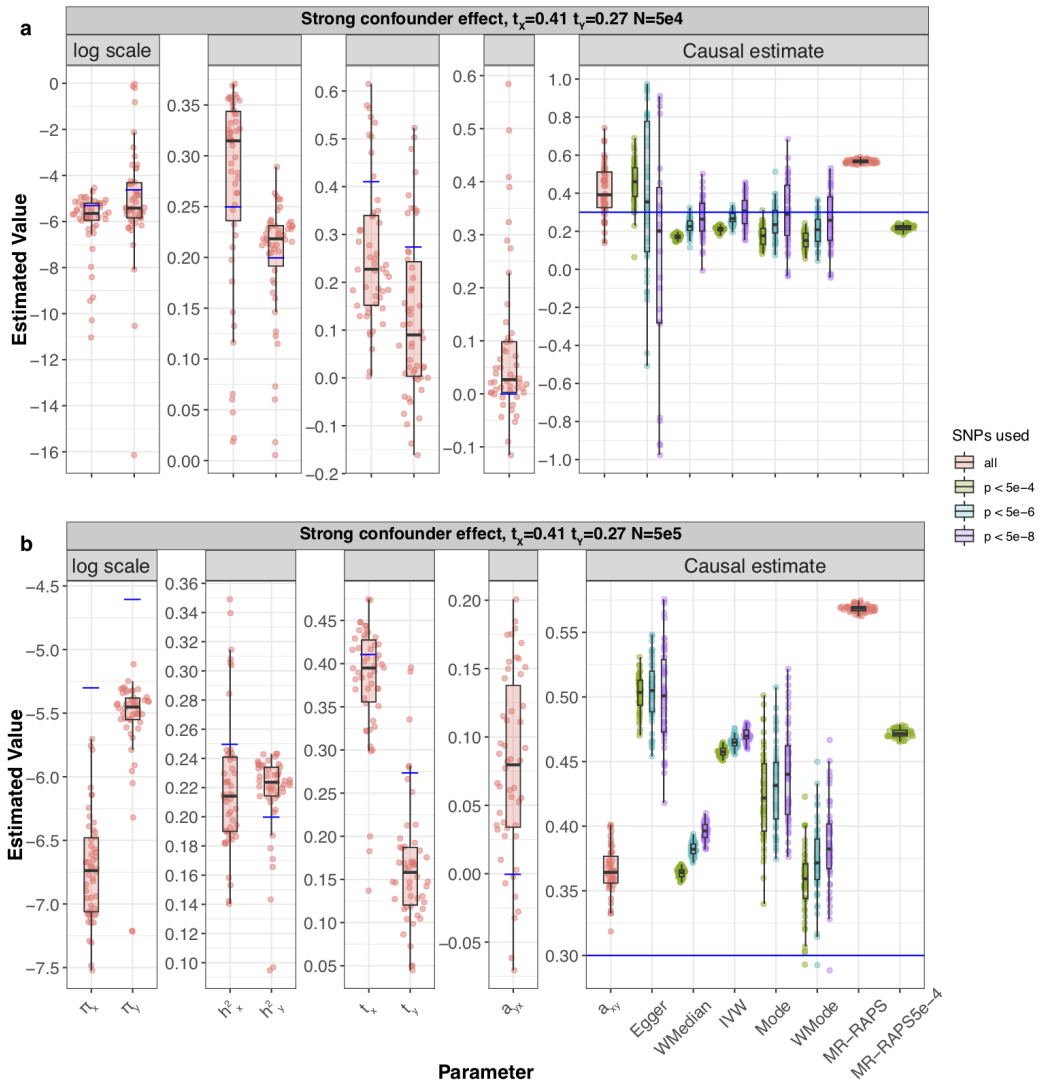 a
Strong confounder effect, tX=0.41 tY=0.27 N=5e4
log scale
Causal estimate
Estimated Value
0
−2
−4
−6
−8
−10
−12
−14
−16
0.35
0.30
0.25
0.20
0.15
0.10
0.05
0.00
0.6
0.5
0.4
0.3
0.2
0.1
0.0
−0.1
−0.2
0.6
0.5
0.4
0.3
0.2
0.1
0.0
−0.1
1.0
0.8
0.6
0.4
0.2
0.0
−0.2
−0.4
−0.6
−0.8
−1.0
SNPs used
all
p < 5e−4
p < 5e−6
p < 5e−8
b
Strong confounder effect, tX=0.41 tY=0.27 N=5e5
log scale
Causal estimate
Estimated Value
−4.5
−5.0
−5.5
−6.0
−6.5
−7.0
−7.5
0.36
0.34
0.32
0.30
0.28
0.26
0.24
0.22
0.20
0.18
0.16
0.14
0.12
0.10
0.45
0.40
0.35
0.30
0.25
0.20
0.15
0.10
0.05
0.20
0.15
0.10
0.05
0.00
−0.05
0.55
0.50
0.45
0.40
0.35
0.30
πx
πy
h²x
h²y
tx
ty
ayx
axy
Egger
WMedian
IVW
Mode
WMode
MR−RAPS
MR−RAPS5e−4
Parameter